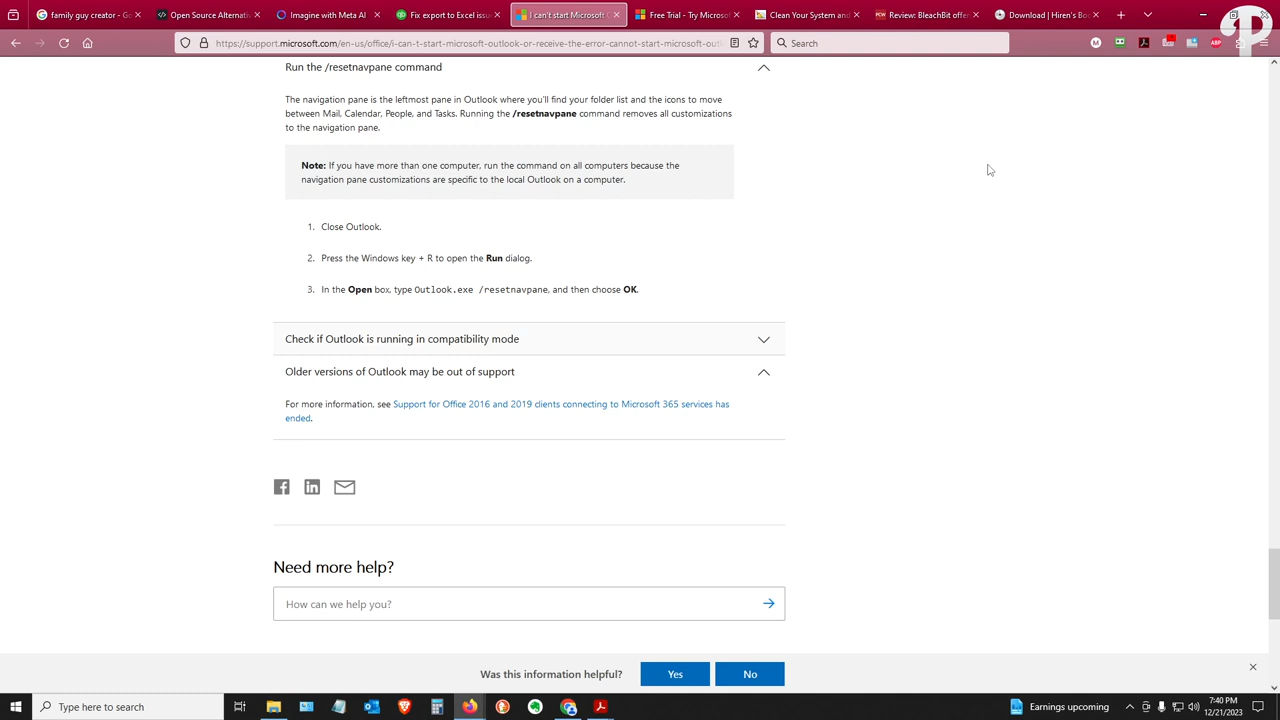 family guy creator - Go
Open Source Alternativ
Imagine with Meta AI
Fix export to Excel issu
I can't start Microsoft O
Free Trial - Try Microso
Clean Your System and
PCW
Review: BleachBit offer
Download | Hiren's Boo
https://support.microsoft.com/en-us/office/i-can-t-start-microsoft-outlook-or-receive-the-error-cannot-start-microsoft-outl
Search
ABP
Run the /resetnavpane command
The navigation pane is the leftmost pane in Outlook where you'll find your folder list and the icons to move
between Mail, Calendar, People, and Tasks. Running the /resetnavpane command removes all customizations
to the navigation pane.
Note: If you have more than one computer, run the command on all computers because the
navigation pane customizations are specific to the local Outlook on a computer.
1. Close Outlook.
2. Press the Windows key + R to open the Run dialog.
3. In the Open box, type Outlook.exe /resetnavpane, and then choose OK.
Check if Outlook is running in compatibility mode
Older versions of Outlook may be out of support
For more information, see Support for Office 2016 and 2019 clients connecting to Microsoft 365 services has
ended.
Need more help?
How can we help you?
Was this information helpful?
Yes
No
Type here to search
Earnings upcoming
7:40 PM
12/21/2023